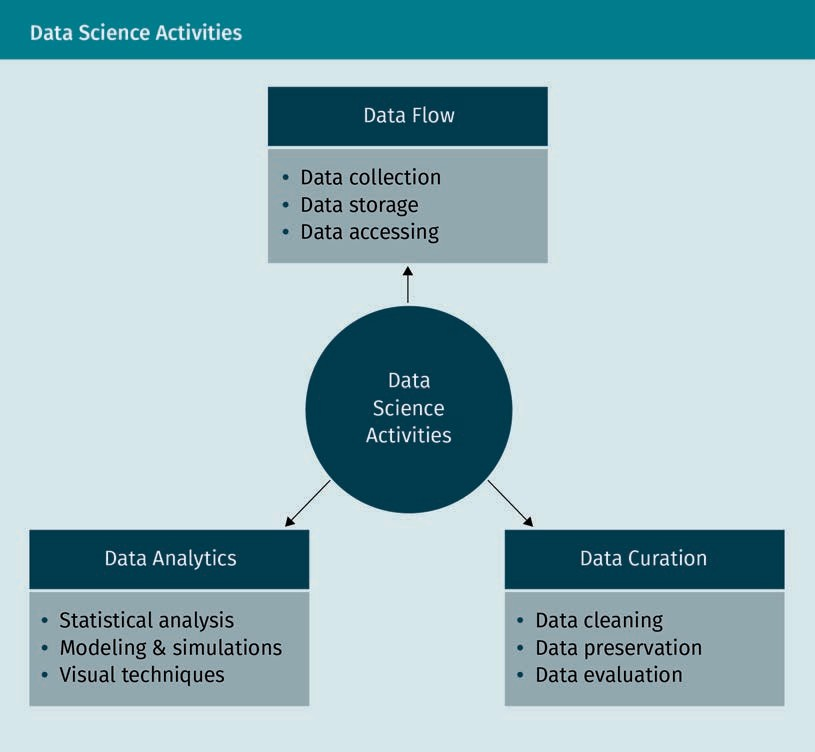 Data Science Activities
Data Flow
• Data collection
• Data storage
• Data accessing
Data
Science
Activities
Data Analytics
• Statistical analysis
• Modeling & simulations
• Visual techniques
Data Curation
• Data cleaning
• Data preservation
• Data evaluation